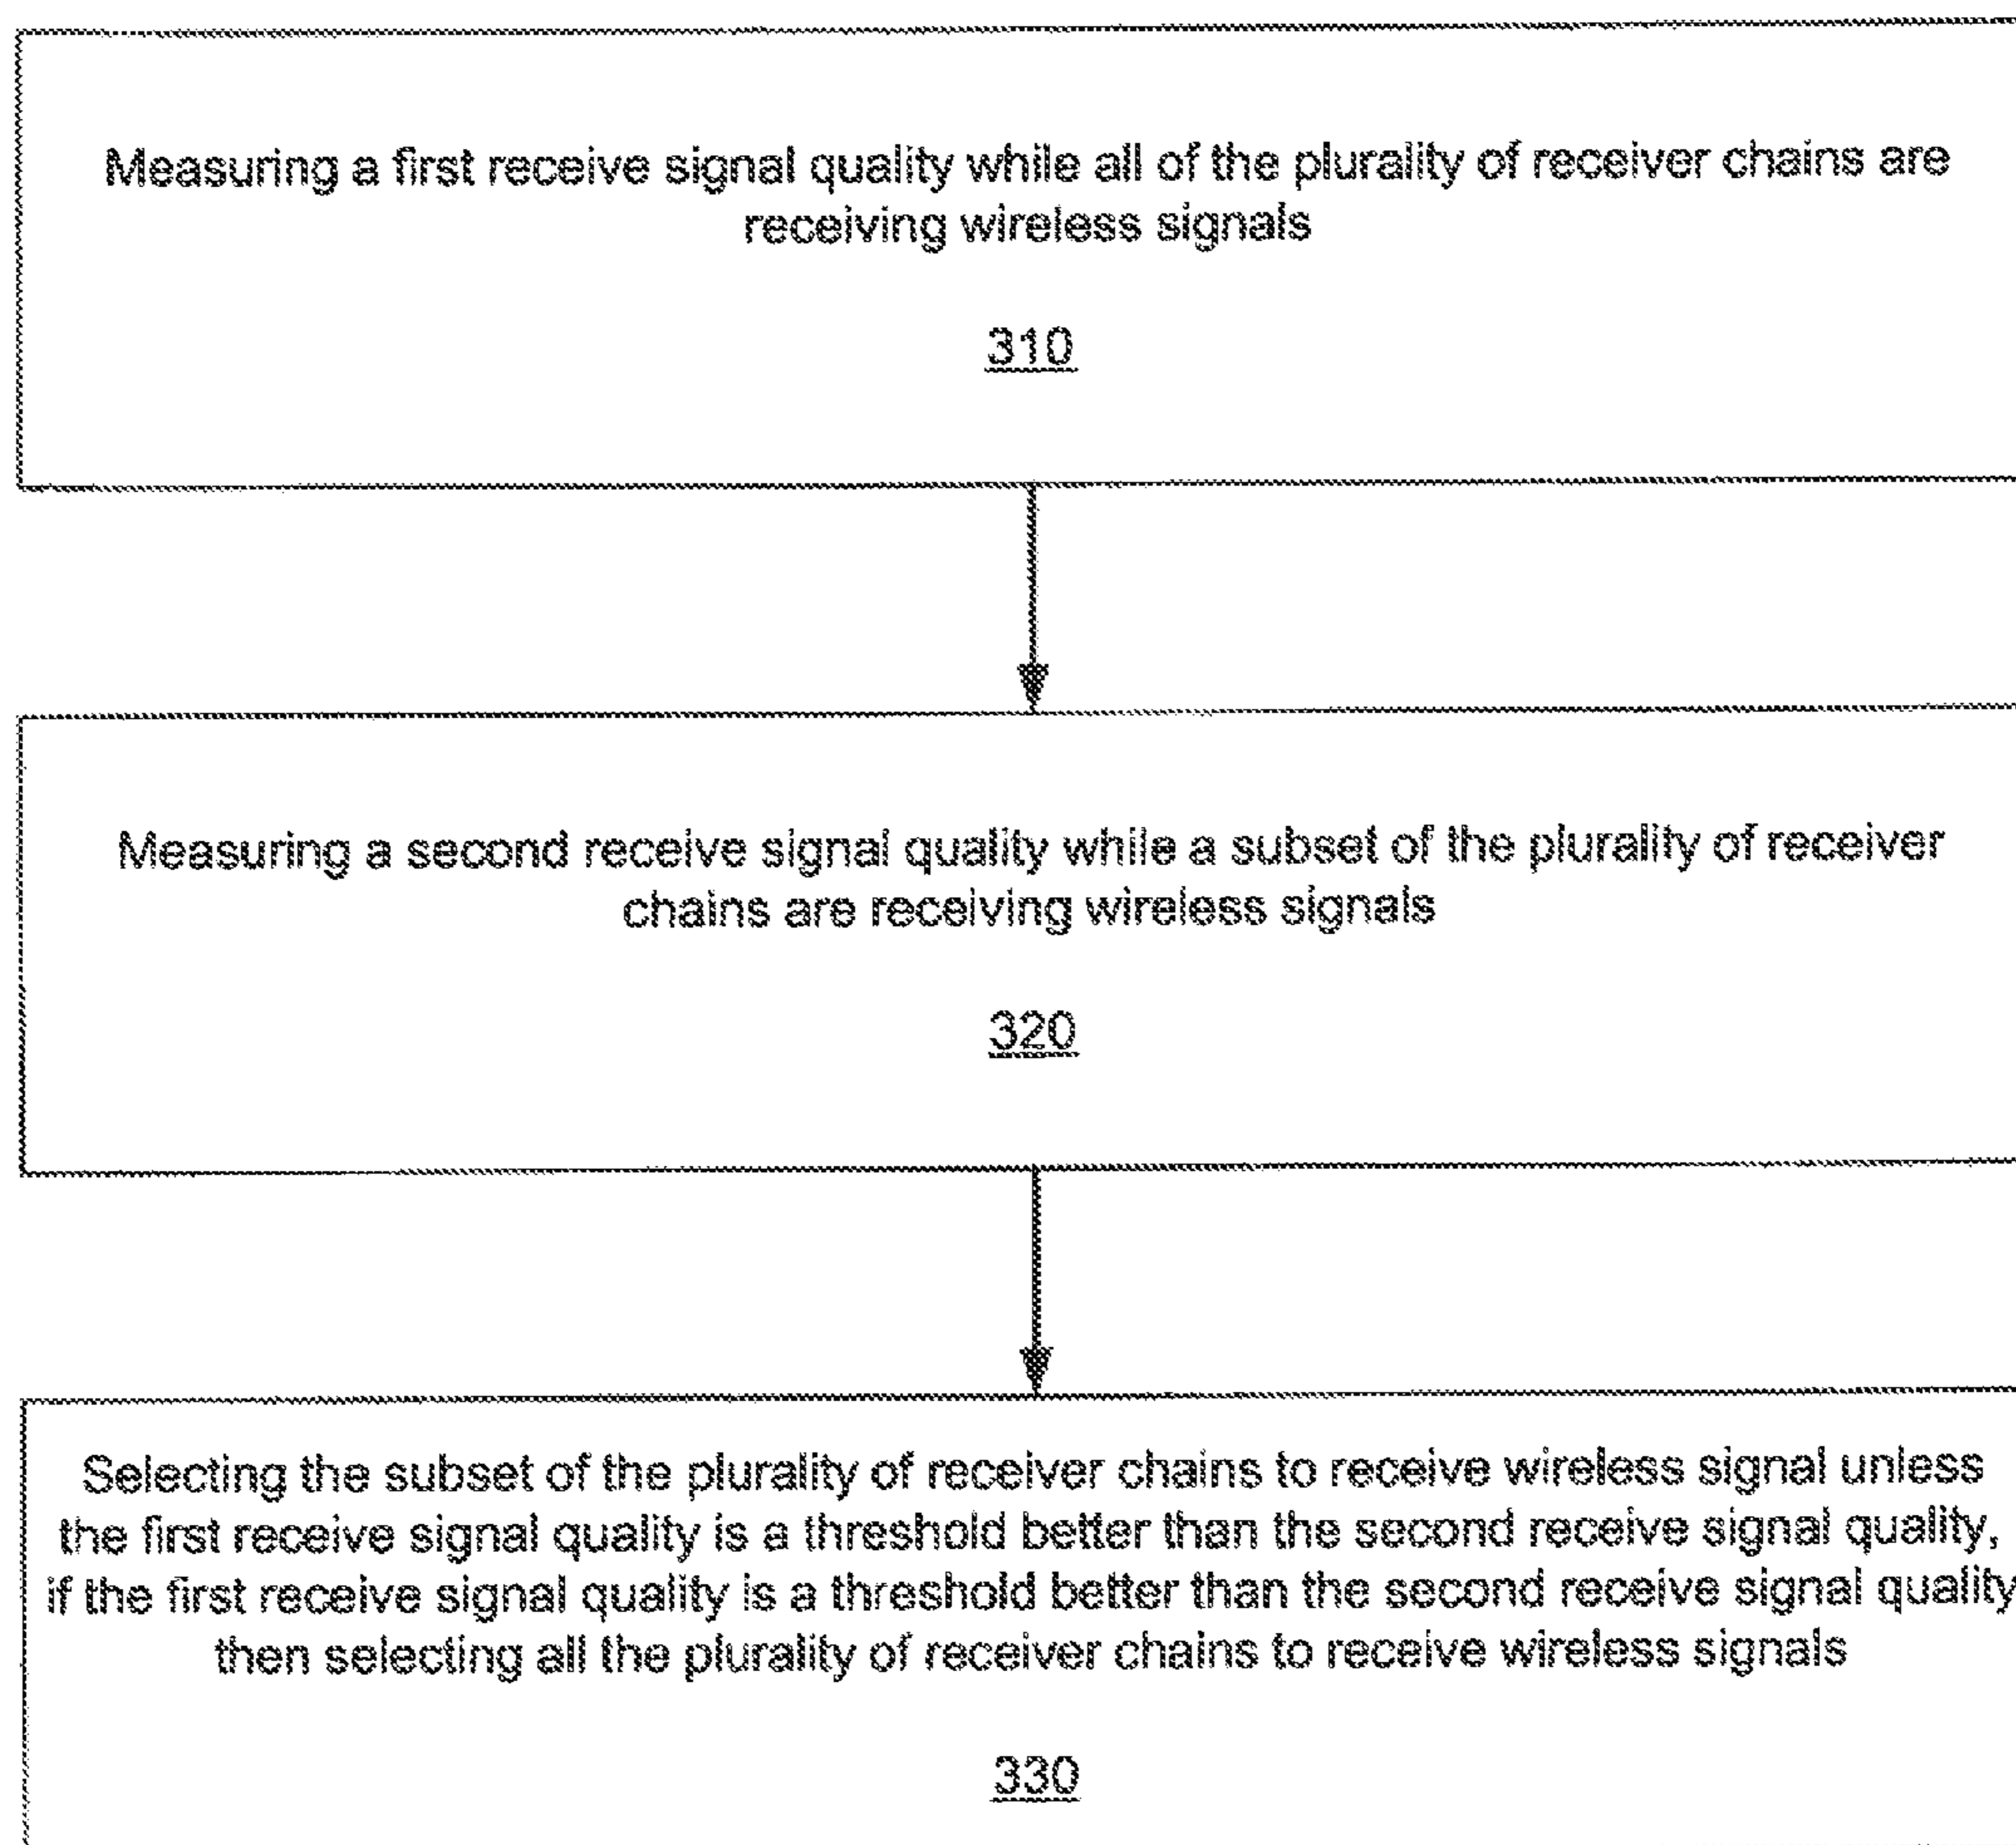 Measuring a first receive signal quality while all of the plurality of receiver chains are
receiving wireless signals
310
Measuring a second receive signal quality while a subset of the plurality of receiver
chains are receiving wireless signals
320
Selecting the subset of the plurality of receiver chains to receive wireless signal unless
the first receive signal quality is a threshold better than the second receive signal quality,
if the first receive signal quality is a threshold better than the second receive signal quality
then selecting all the plurality of receiver chains to receive wireless signals
330